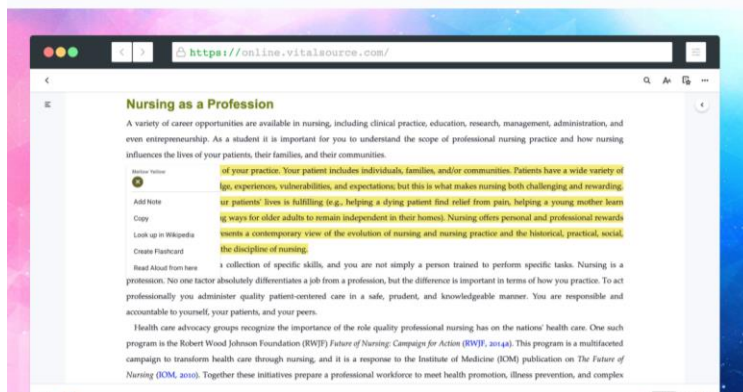 https://online.vitalsource.com/
Nursing as a Profession
A variety of career opportunities are available in nursing, including clinical practice, education, research, management, administration, and
even entrepreneurship. As a student it is important for you to understand the scope of professional nursing practice and how nursing
influences the lives of your patients, their families, and their communities.
of your practice. Your patient includes individuals, families, and/or communities. Patients have a wide variety of
ge, experiences, vulnerabilities, and expectations; but this is what makes nursing both challenging and rewarding.
ur patients' lives is fulfilling (e.g., helping a dying patient find relief from pain, helping a young mother learn
g ways for older adults to remain independent in their homes). Nursing offers personal and professional rewards
esents a contemporary view of the evolution of nursing and nursing practice and the historical, practical, social,
the discipline of nursing.
Mellow Yellow
Add Note
Copy
Look up in Wikipedia
Create Flashcard
Read Aloud from here
a collection of specific skills, and you are not simply a person trained to perform specific tasks. Nursing is a
profession. No one factor absolutely differentiates a job from a profession, but the difference is important in terms of how you practice. To act
professionally you administer quality patient-centered care in a safe, prudent, and knowledgeable manner. You are responsible and
accountable to yourself, your patients, and your peers.
Health care advocacy groups recognize the importance of the role quality professional nursing has on the nations' health care. One such
program is the Robert Wood Johnson Foundation (RWJF) Future of Nursing: Campaign for Action (RWJF, 2014a). This program is a multifaceted
campaign to transform health care through nursing, and it is a response to the Institute of Medicine (IOM) publication on The Future of
Nursing (IOM, 2010). Together these initiatives prepare a professional workforce to meet health promotion, illness prevention, and complex